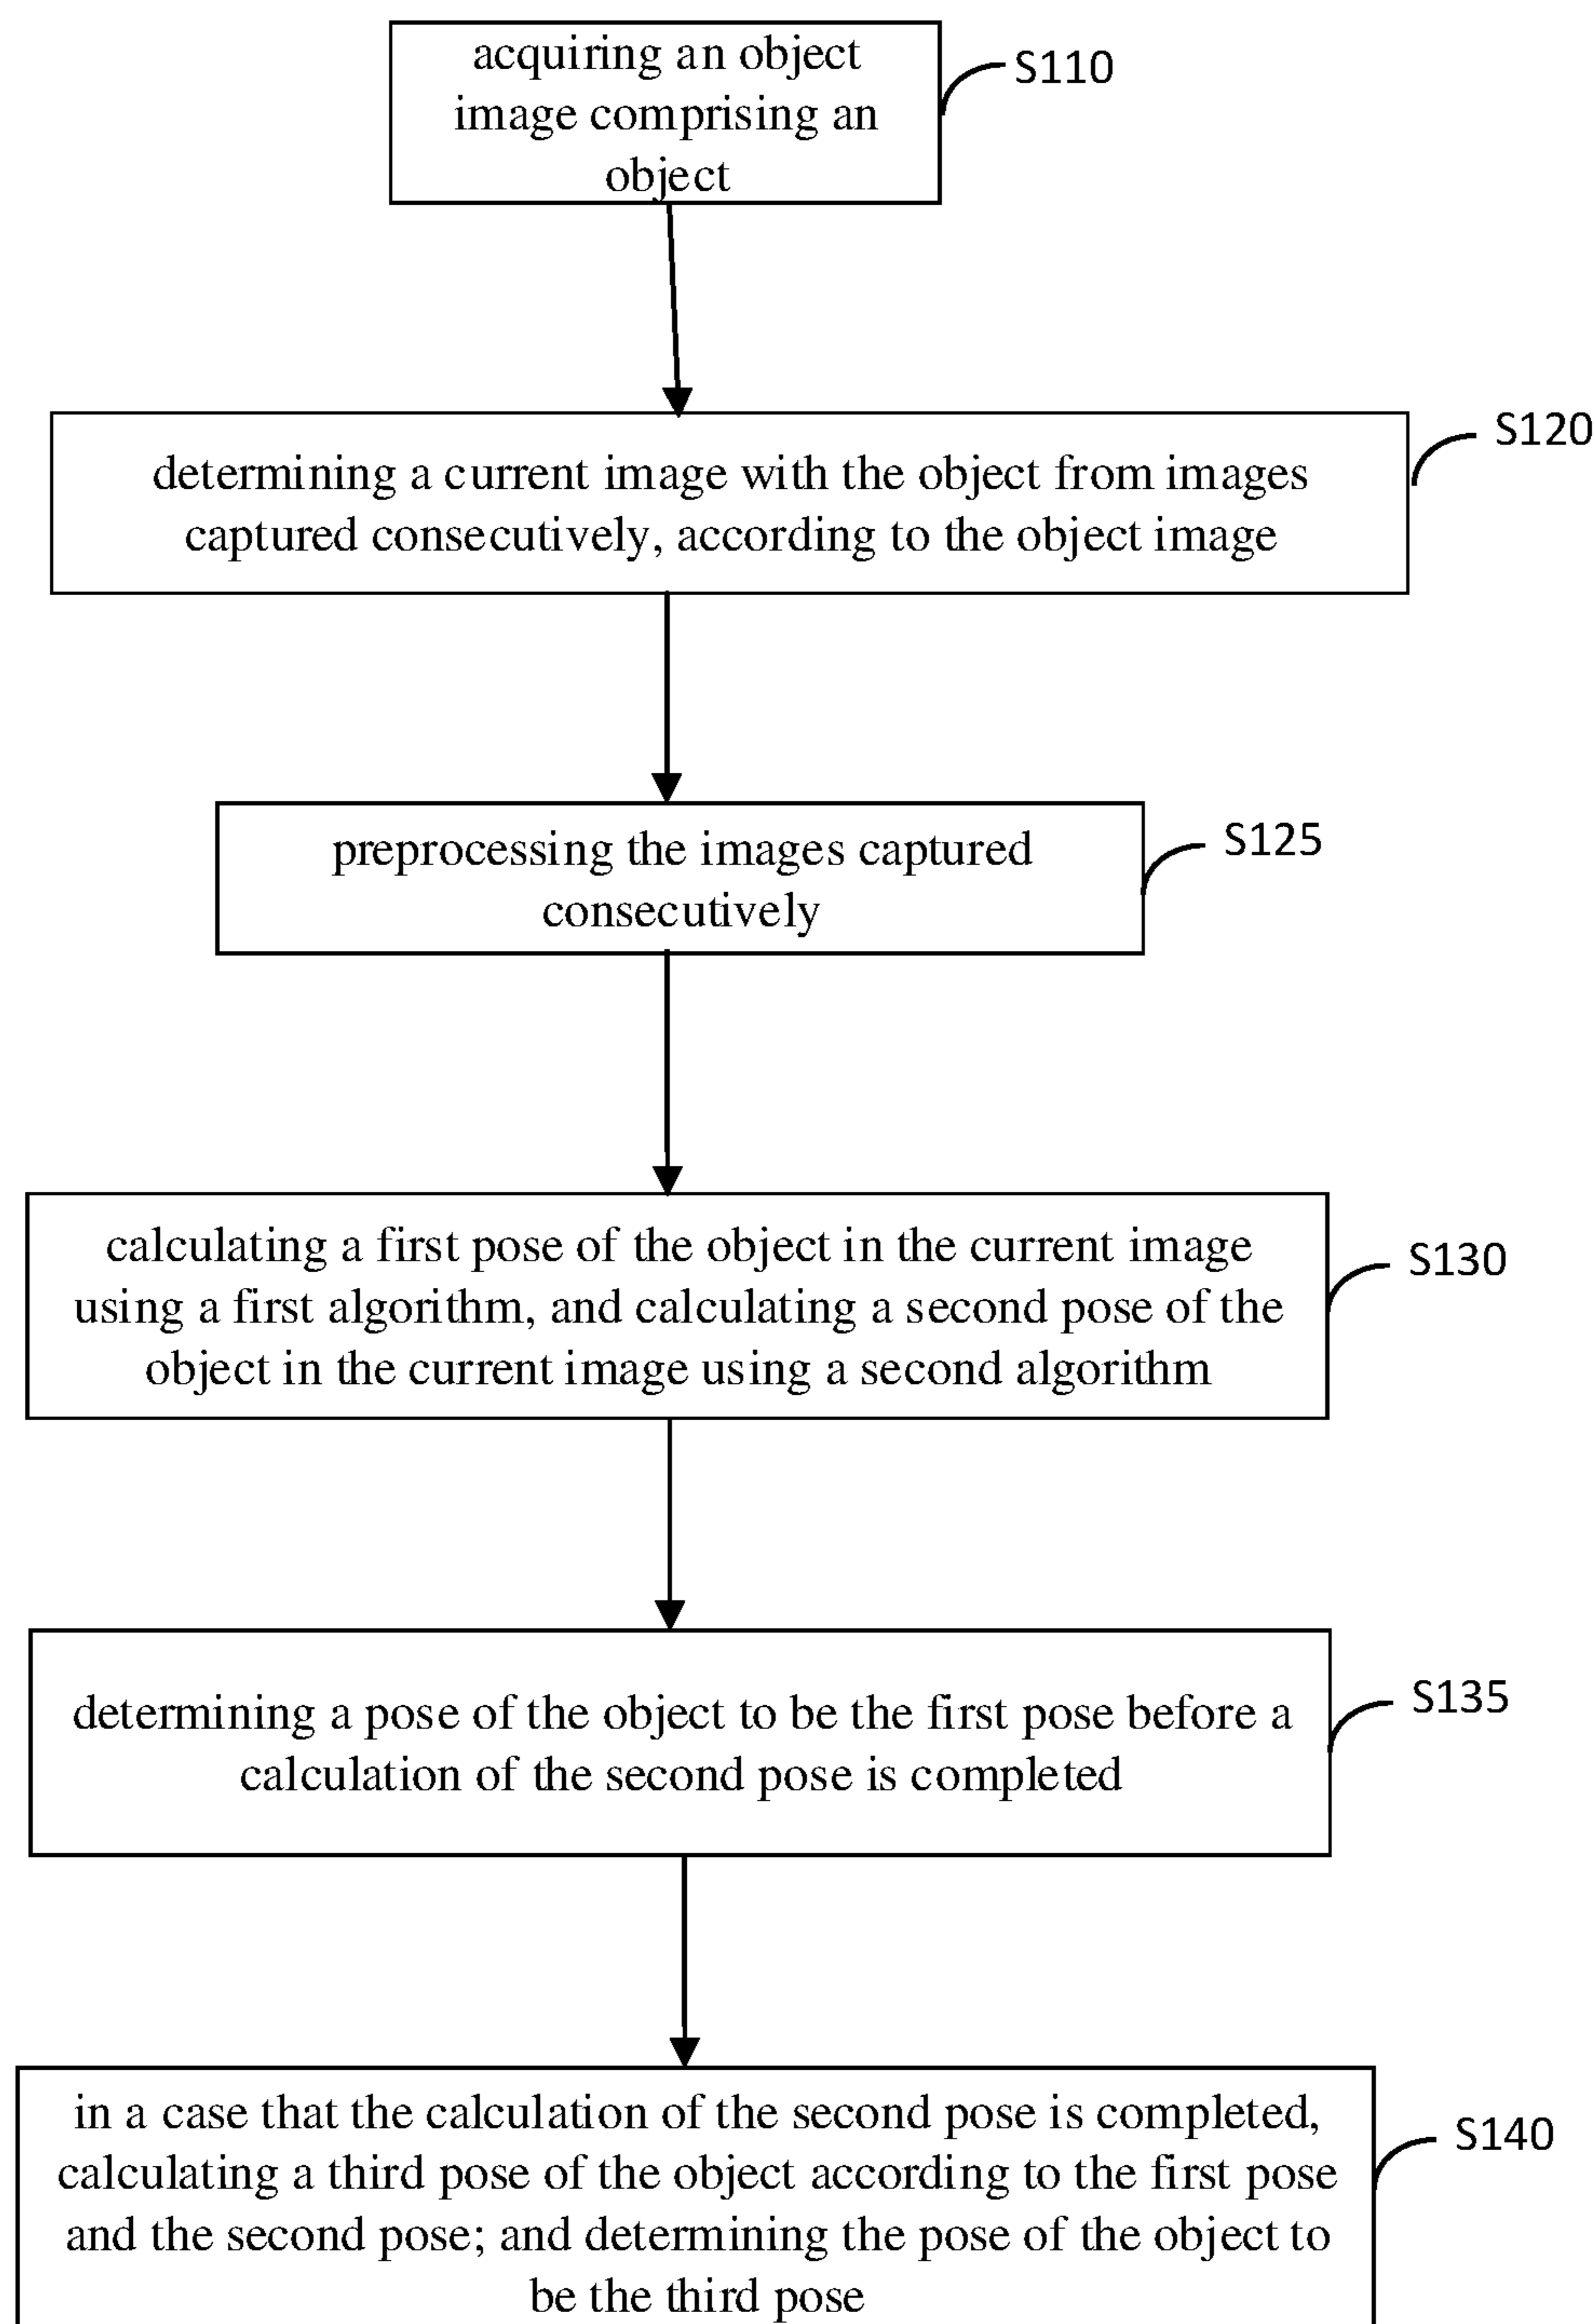 acquiring an object
image comprising an
object
S110
determining a current image with the object from images
captured consecutively, according to the object image
S120
preprocessing the images captured
consecutively
S125
calculating a first pose of the object in the current image
using a first algorithm, and calculating a second pose of the
object in the current image using a second algorithm
S130
determining a pose of the object to be the first pose before a
calculation of the second pose is completed
S135
in a case that the calculation of the second pose is completed,
calculating a third pose of the object according to the first pose
and the second pose; and determining the pose of the object to
be the third pose
S140